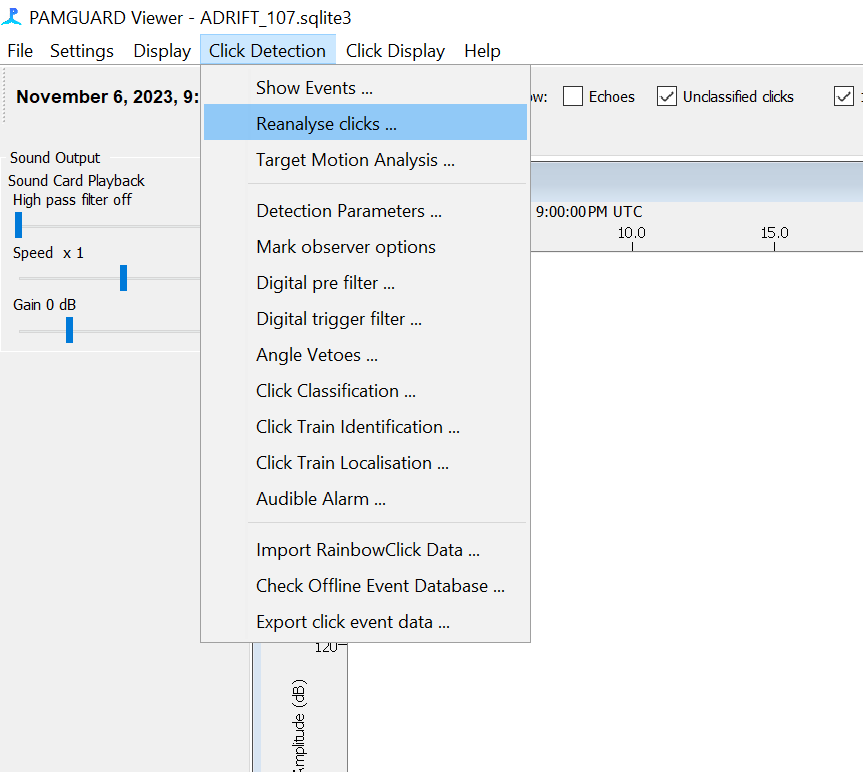 PAMGUARD Viewer - ADRIFT_107.sqlite3
File Settings Display Click Detection Click Display Help
November 6, 2023, 9:
Echoes
Unclassified clicks
Sound Output
Sound Card Playback
High pass filter off
Speed x 1
Gain 0 dB
Show Events ...
Reanalyse clicks ...
Target Motion Analysis ...
Detection Parameters ...
Mark observer options
Digital pre filter ...
Digital trigger filter ...
Angle Vetoes ...
Click Classification ...
Click Train Identification ...
Click Train Localisation ...
Audible Alarm ...
Import RainbowClick Data ...
Check Offline Event Database ...
Export click event data ...
9:00:00PM UTC
10.0 15.0
120
Amplitude (dB)